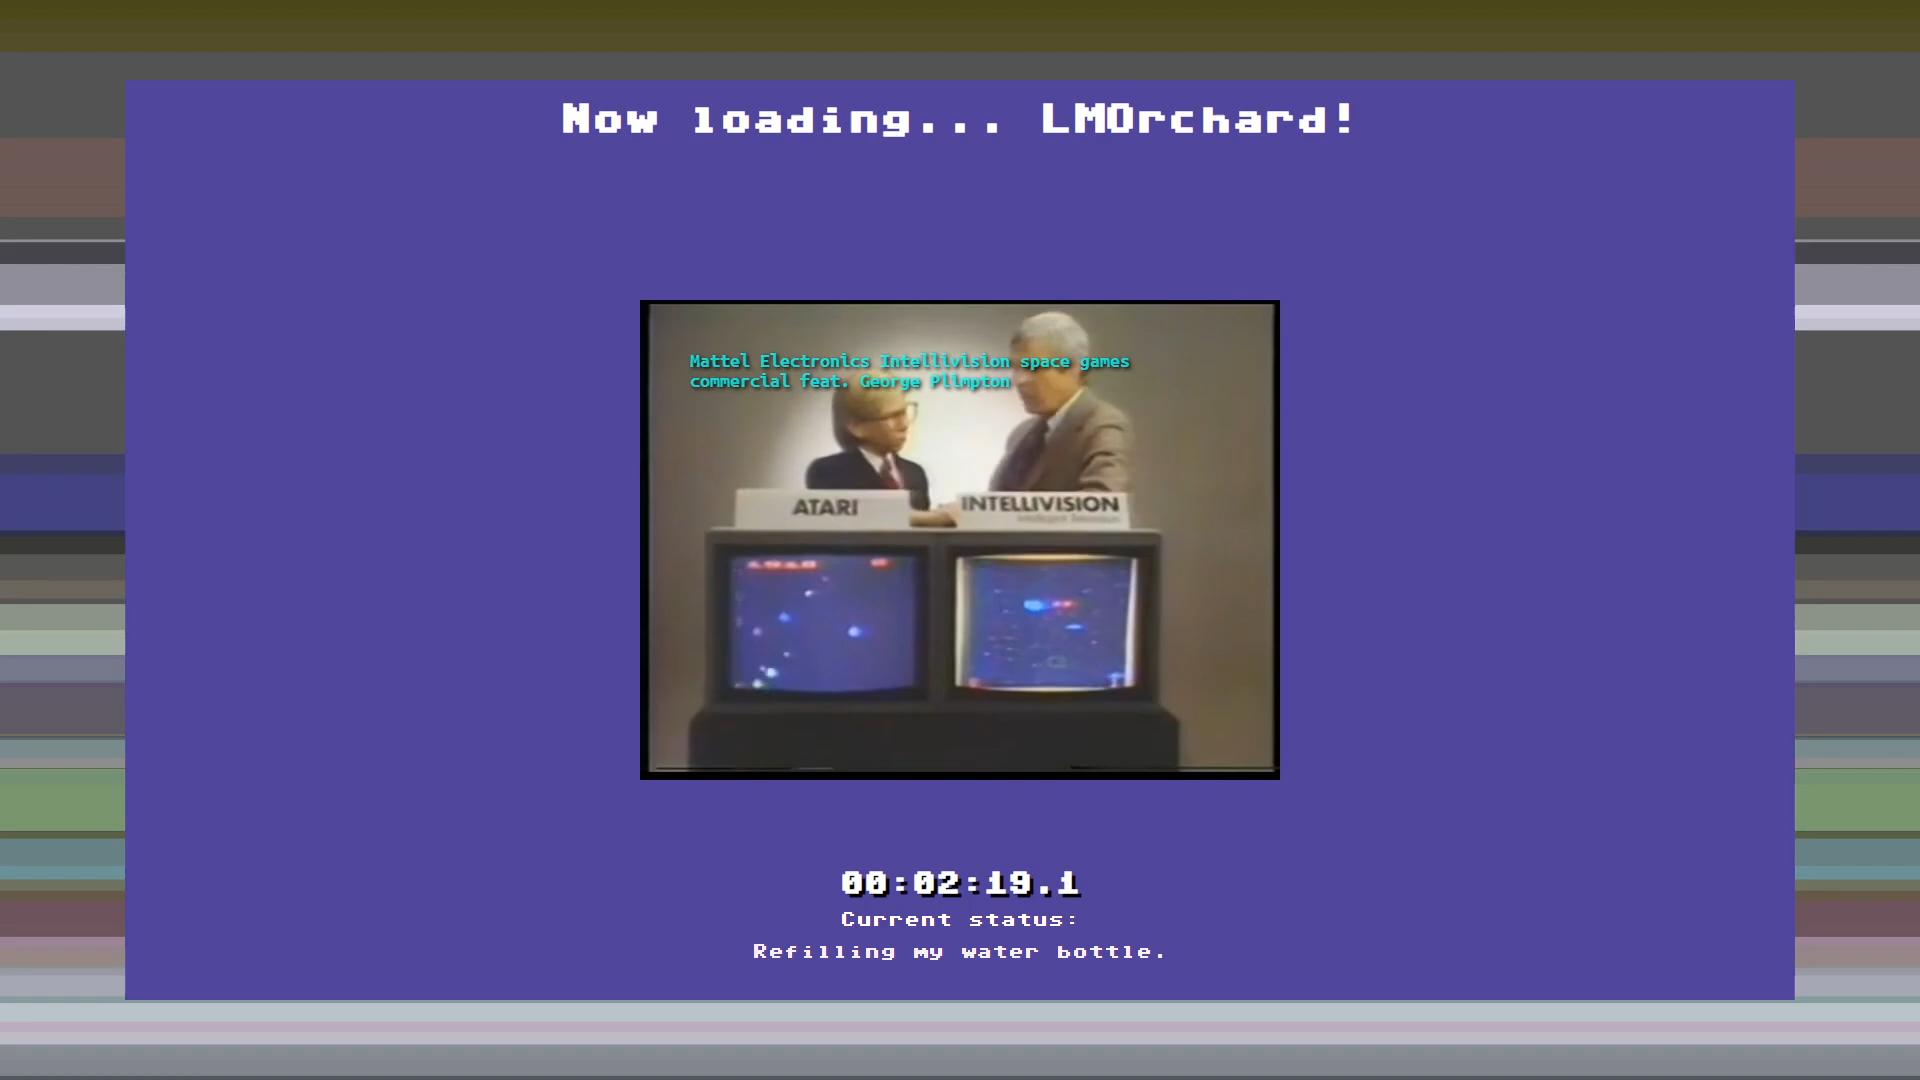 Now loading... LMOrchard!
Mattel Electronics Intellivision space games
commercial feat. George Plimpton
ATARI
INTELLIVISION
00:02:19.1
Current status:
Refilling my water bottle.